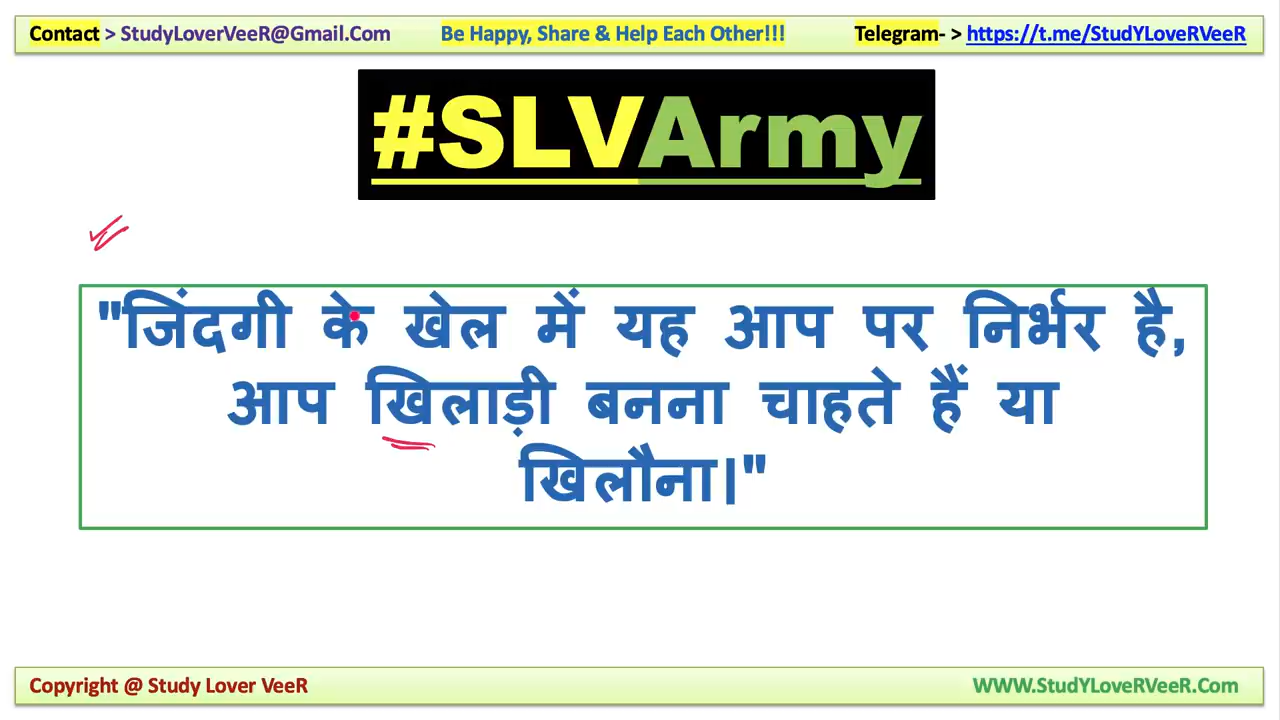 Contact > StudyLoverVeeR@Gmail.Com Be Happy, Share & Help Each Other!!! Telegram- > https://t.me/StudYLoveRVeeR
#SLVArmy
"जिंदगी के खेल में यह आप पर निर्भर है,
आप खिलाड़ी बनना चाहते हैं या
खिलौना|"
Copyright @ Study Lover VeeR WWW.StudYLoveRVeeR.Com